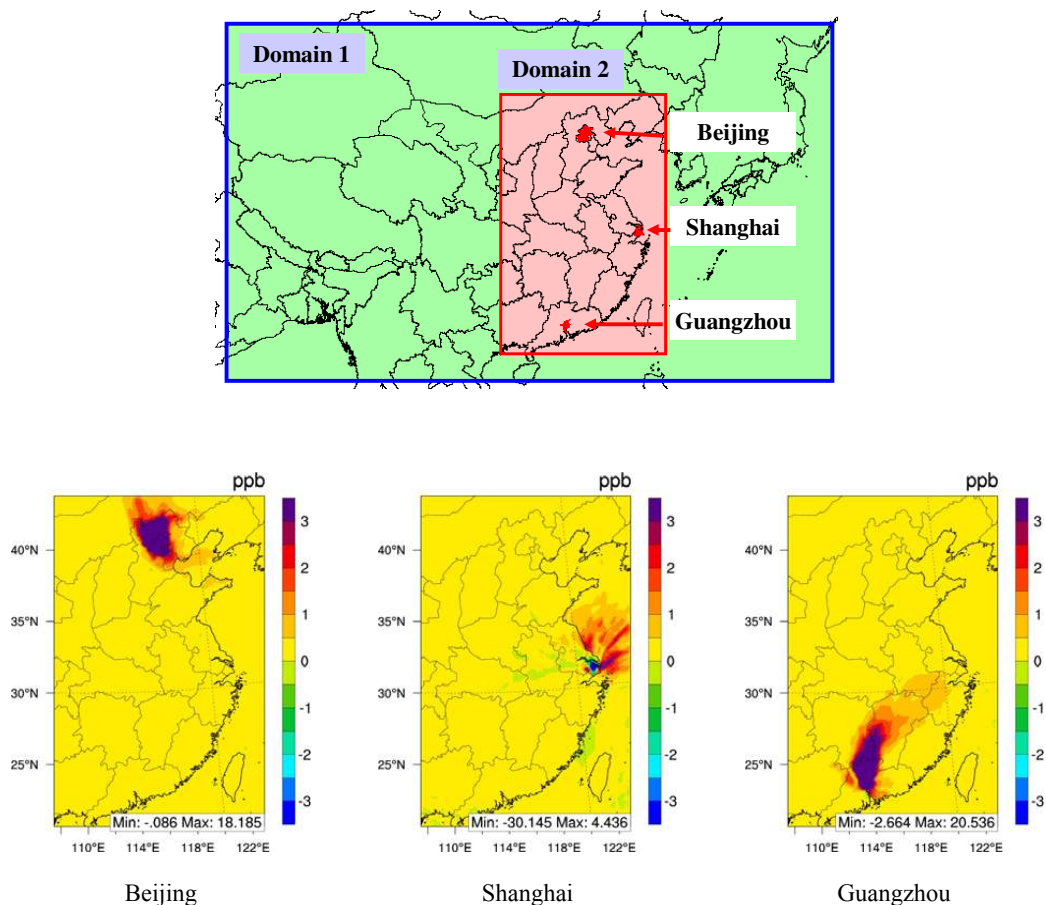 Domain 1
Domain 2
Beijing
Shanghai
Guangzhou
ppb
3
2
1
0
-1
-2
-3
40°N
35°N
30°N
25°N
Min: -.086 Max: 18.185
110°E 114°E 118°E 122°E
Beijing
ppb
3
2
1
0
-1
-2
-3
40°N
35°N
30°N
25°N
Min: -30.145 Max: 4.436
110°E 114°E 118°E 122°E
Shanghai
ppb
3
2
1
0
-1
-2
-3
40°N
35°N
30°N
25°N
Min: -2.664 Max: 20.536
110°E 114°E 118°E 122°E
Guangzhou